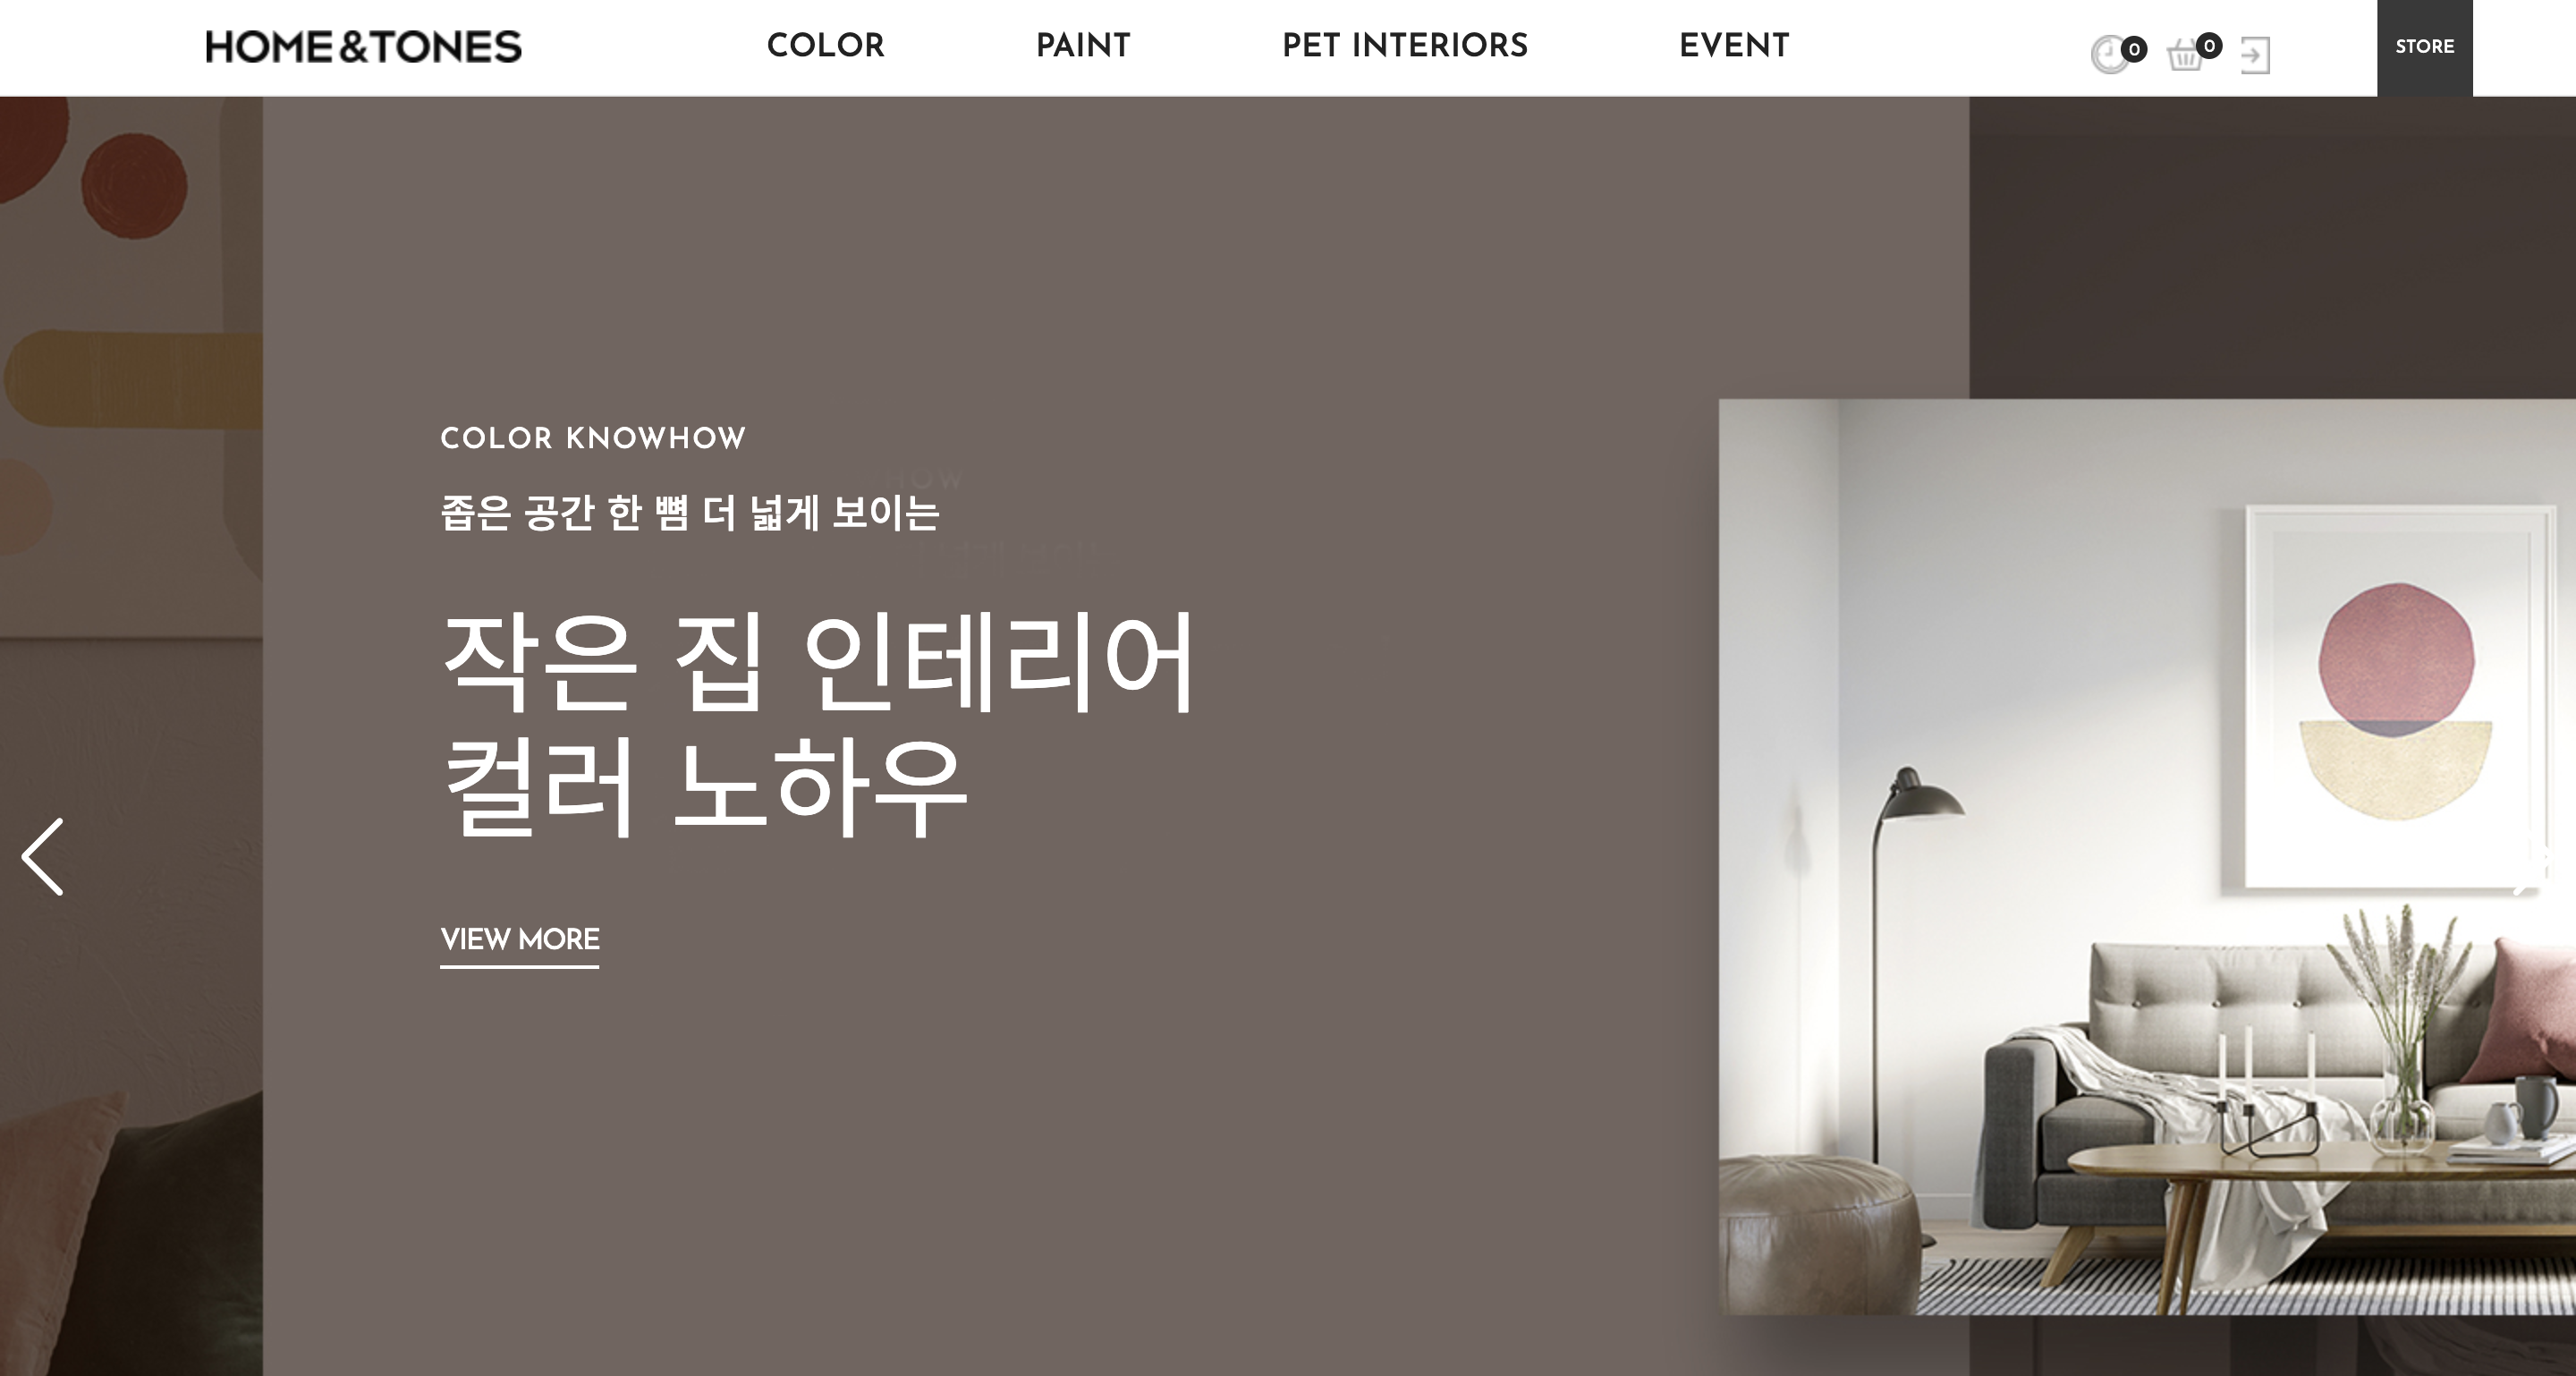 HOME&TONES
COLOR
PAINT
PET INTERIORS
EVENT
0
0
STORE
COLOR KNOWHOW
좁은 공간 한 뼘 더 넓게 보이는
작은 집 인테리어
컬러 노하우
VIEW MORE